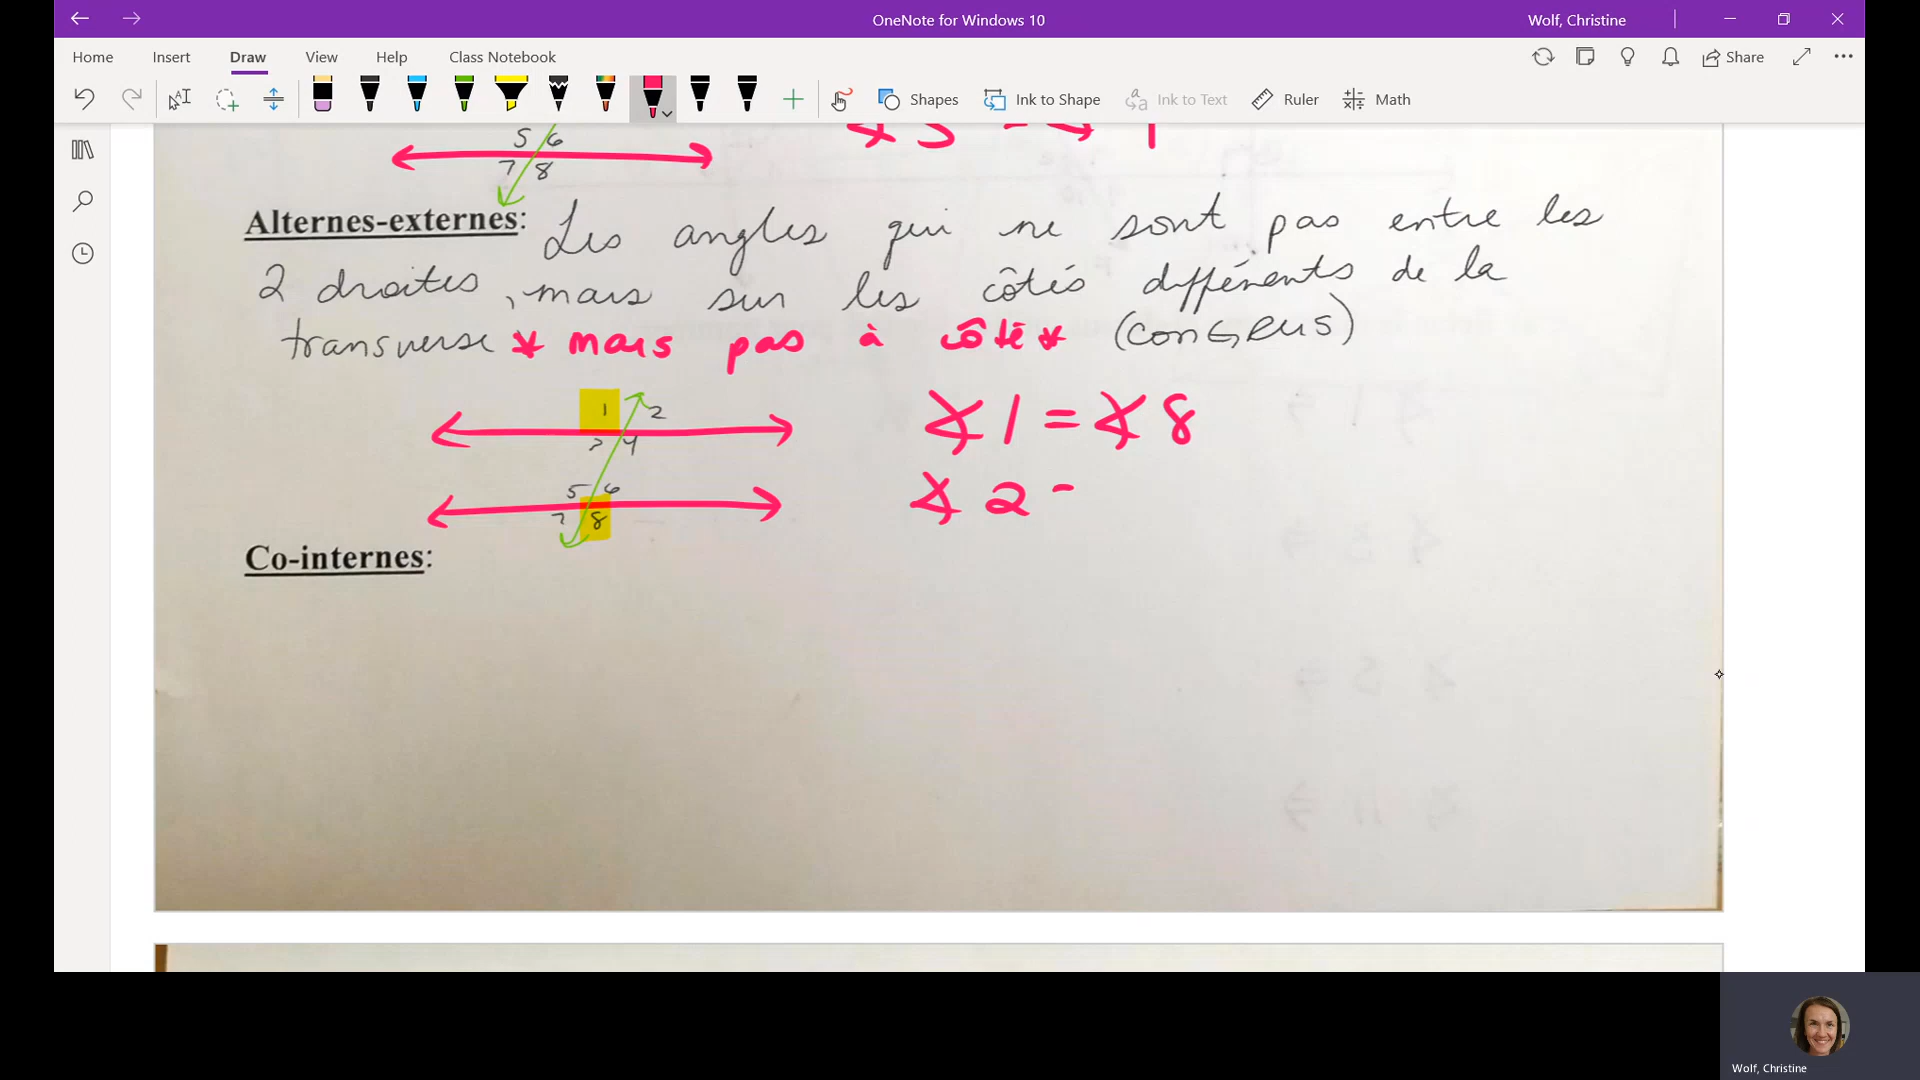 OneNote for Windows 10
Wolf, Christine
Home Insert Draw View Help Class Notebook
Share
Shapes Ink to Shape Ink to Text Ruler Math
5 6
7 8
Alternes-externes: Les angles qui ne sont pas entre les
2 droites, mais sur les côtés différents de la
transverse * mais pas à côté * (congrus)
1 2
3 4
5 6
7 8
∢ 1 = ∢ 8
∢ 2 =
Co-internes:
Wolf, Christine